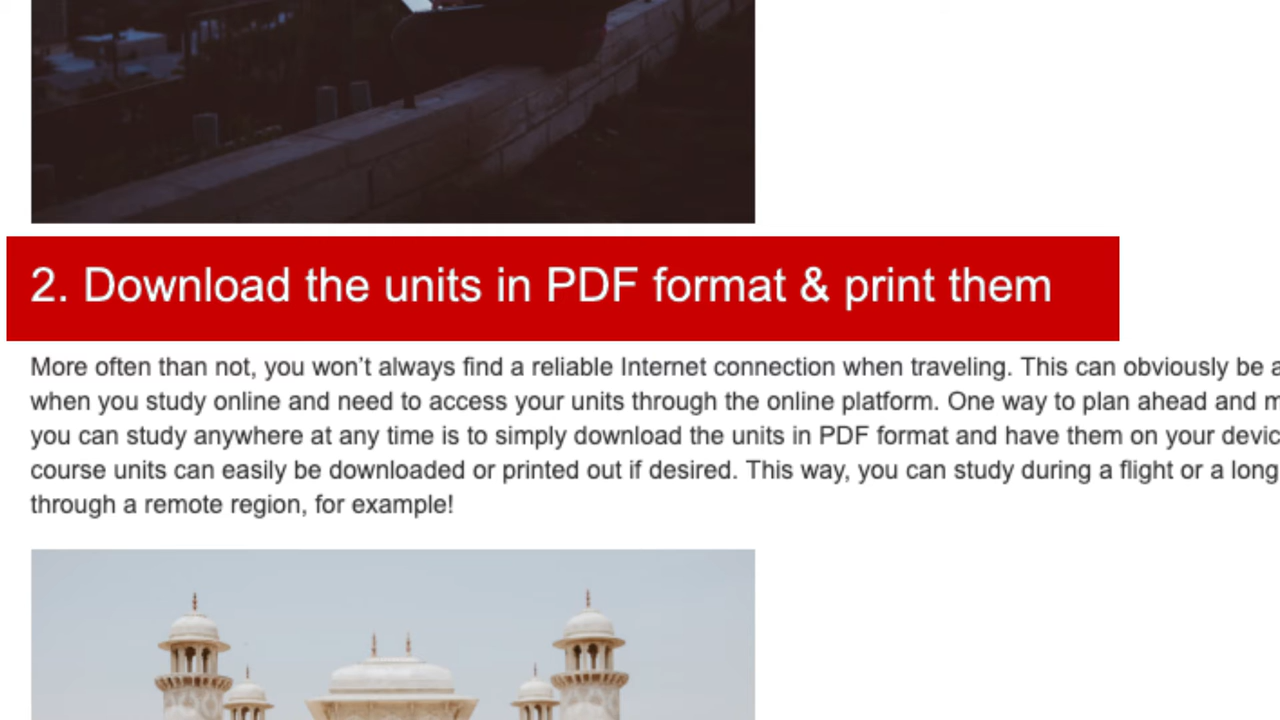 2. Download the units in PDF format & print them
More often than not, you won’t always find a reliable Internet connection when traveling. This can obviously be a
when you study online and need to access your units through the online platform. One way to plan ahead and m
you can study anywhere at any time is to simply download the units in PDF format and have them on your devic
course units can easily be downloaded or printed out if desired. This way, you can study during a flight or a long
through a remote region, for example!